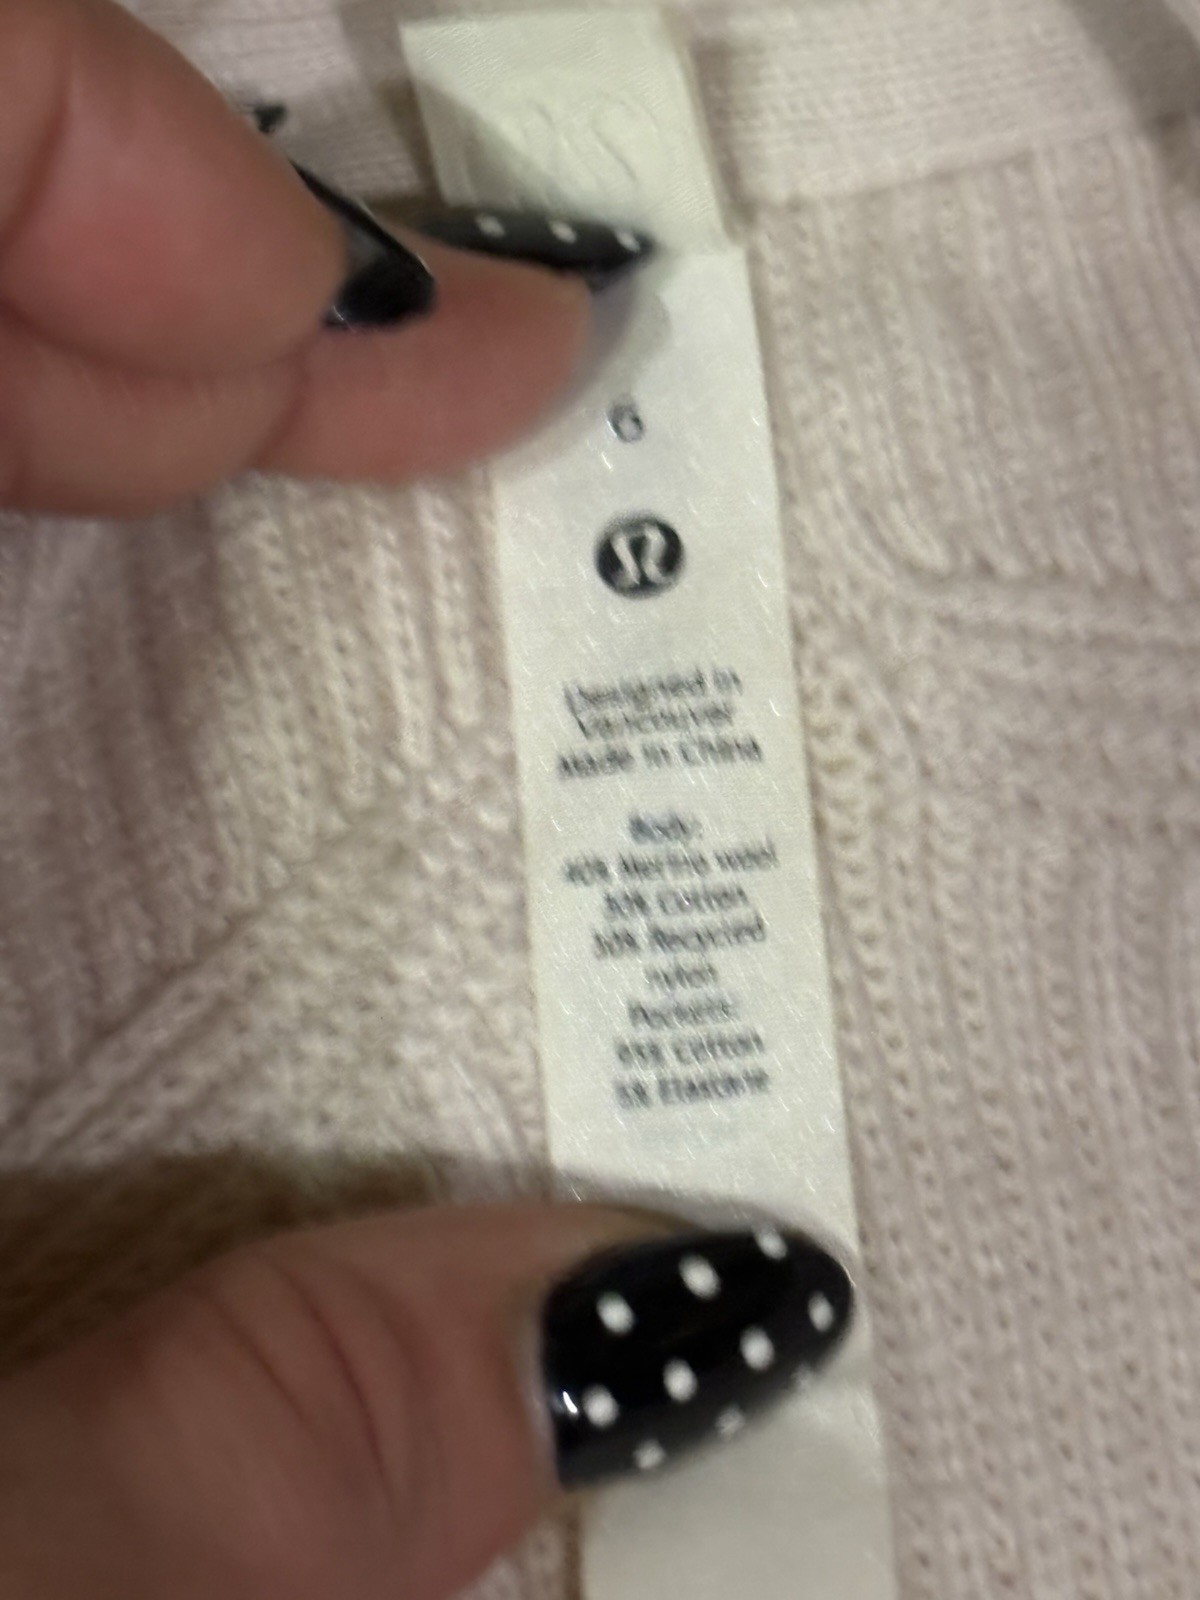 6
Designed in
Vancouver
Made in China
Body:
40% Merino wool
30% Cotton
30% Recycled
nylon
Pockets:
95% Cotton
5% Elastane